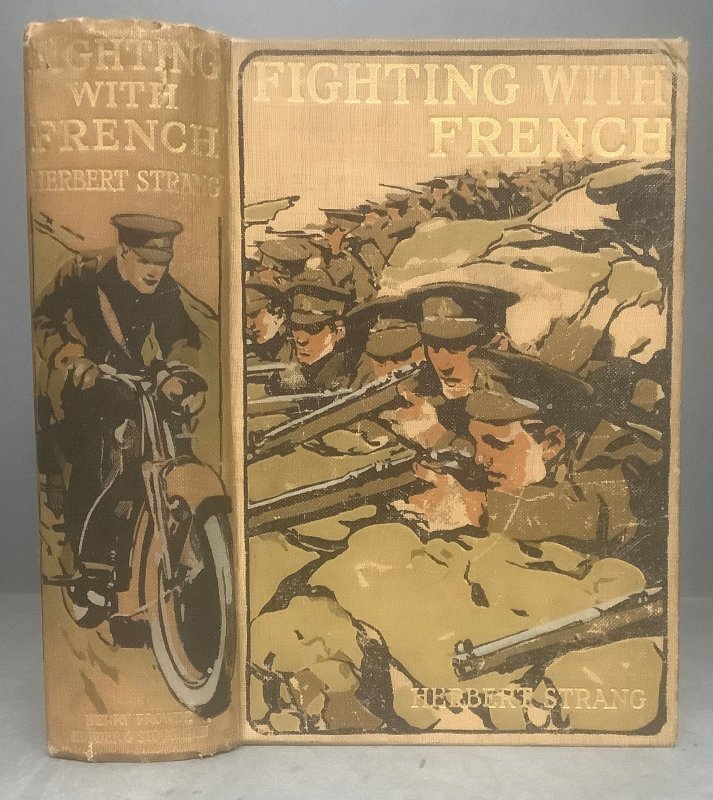 FIGHTING
WITH
FRENCH
HERBERT STRANG
HENRY FROWDE
HODDER & STOUGHTON
FIGHTING WITH
FRENCH
HERBERT STRANG